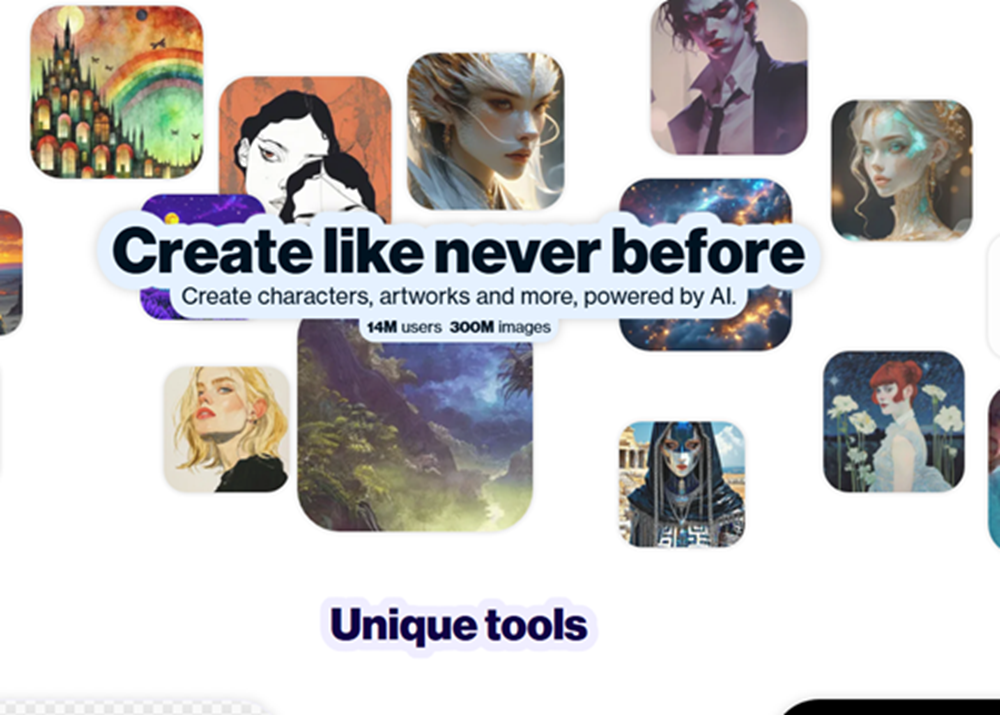 Create like never before
Create characters, artworks and more, powered by AI.
14M users 300M images
Unique tools